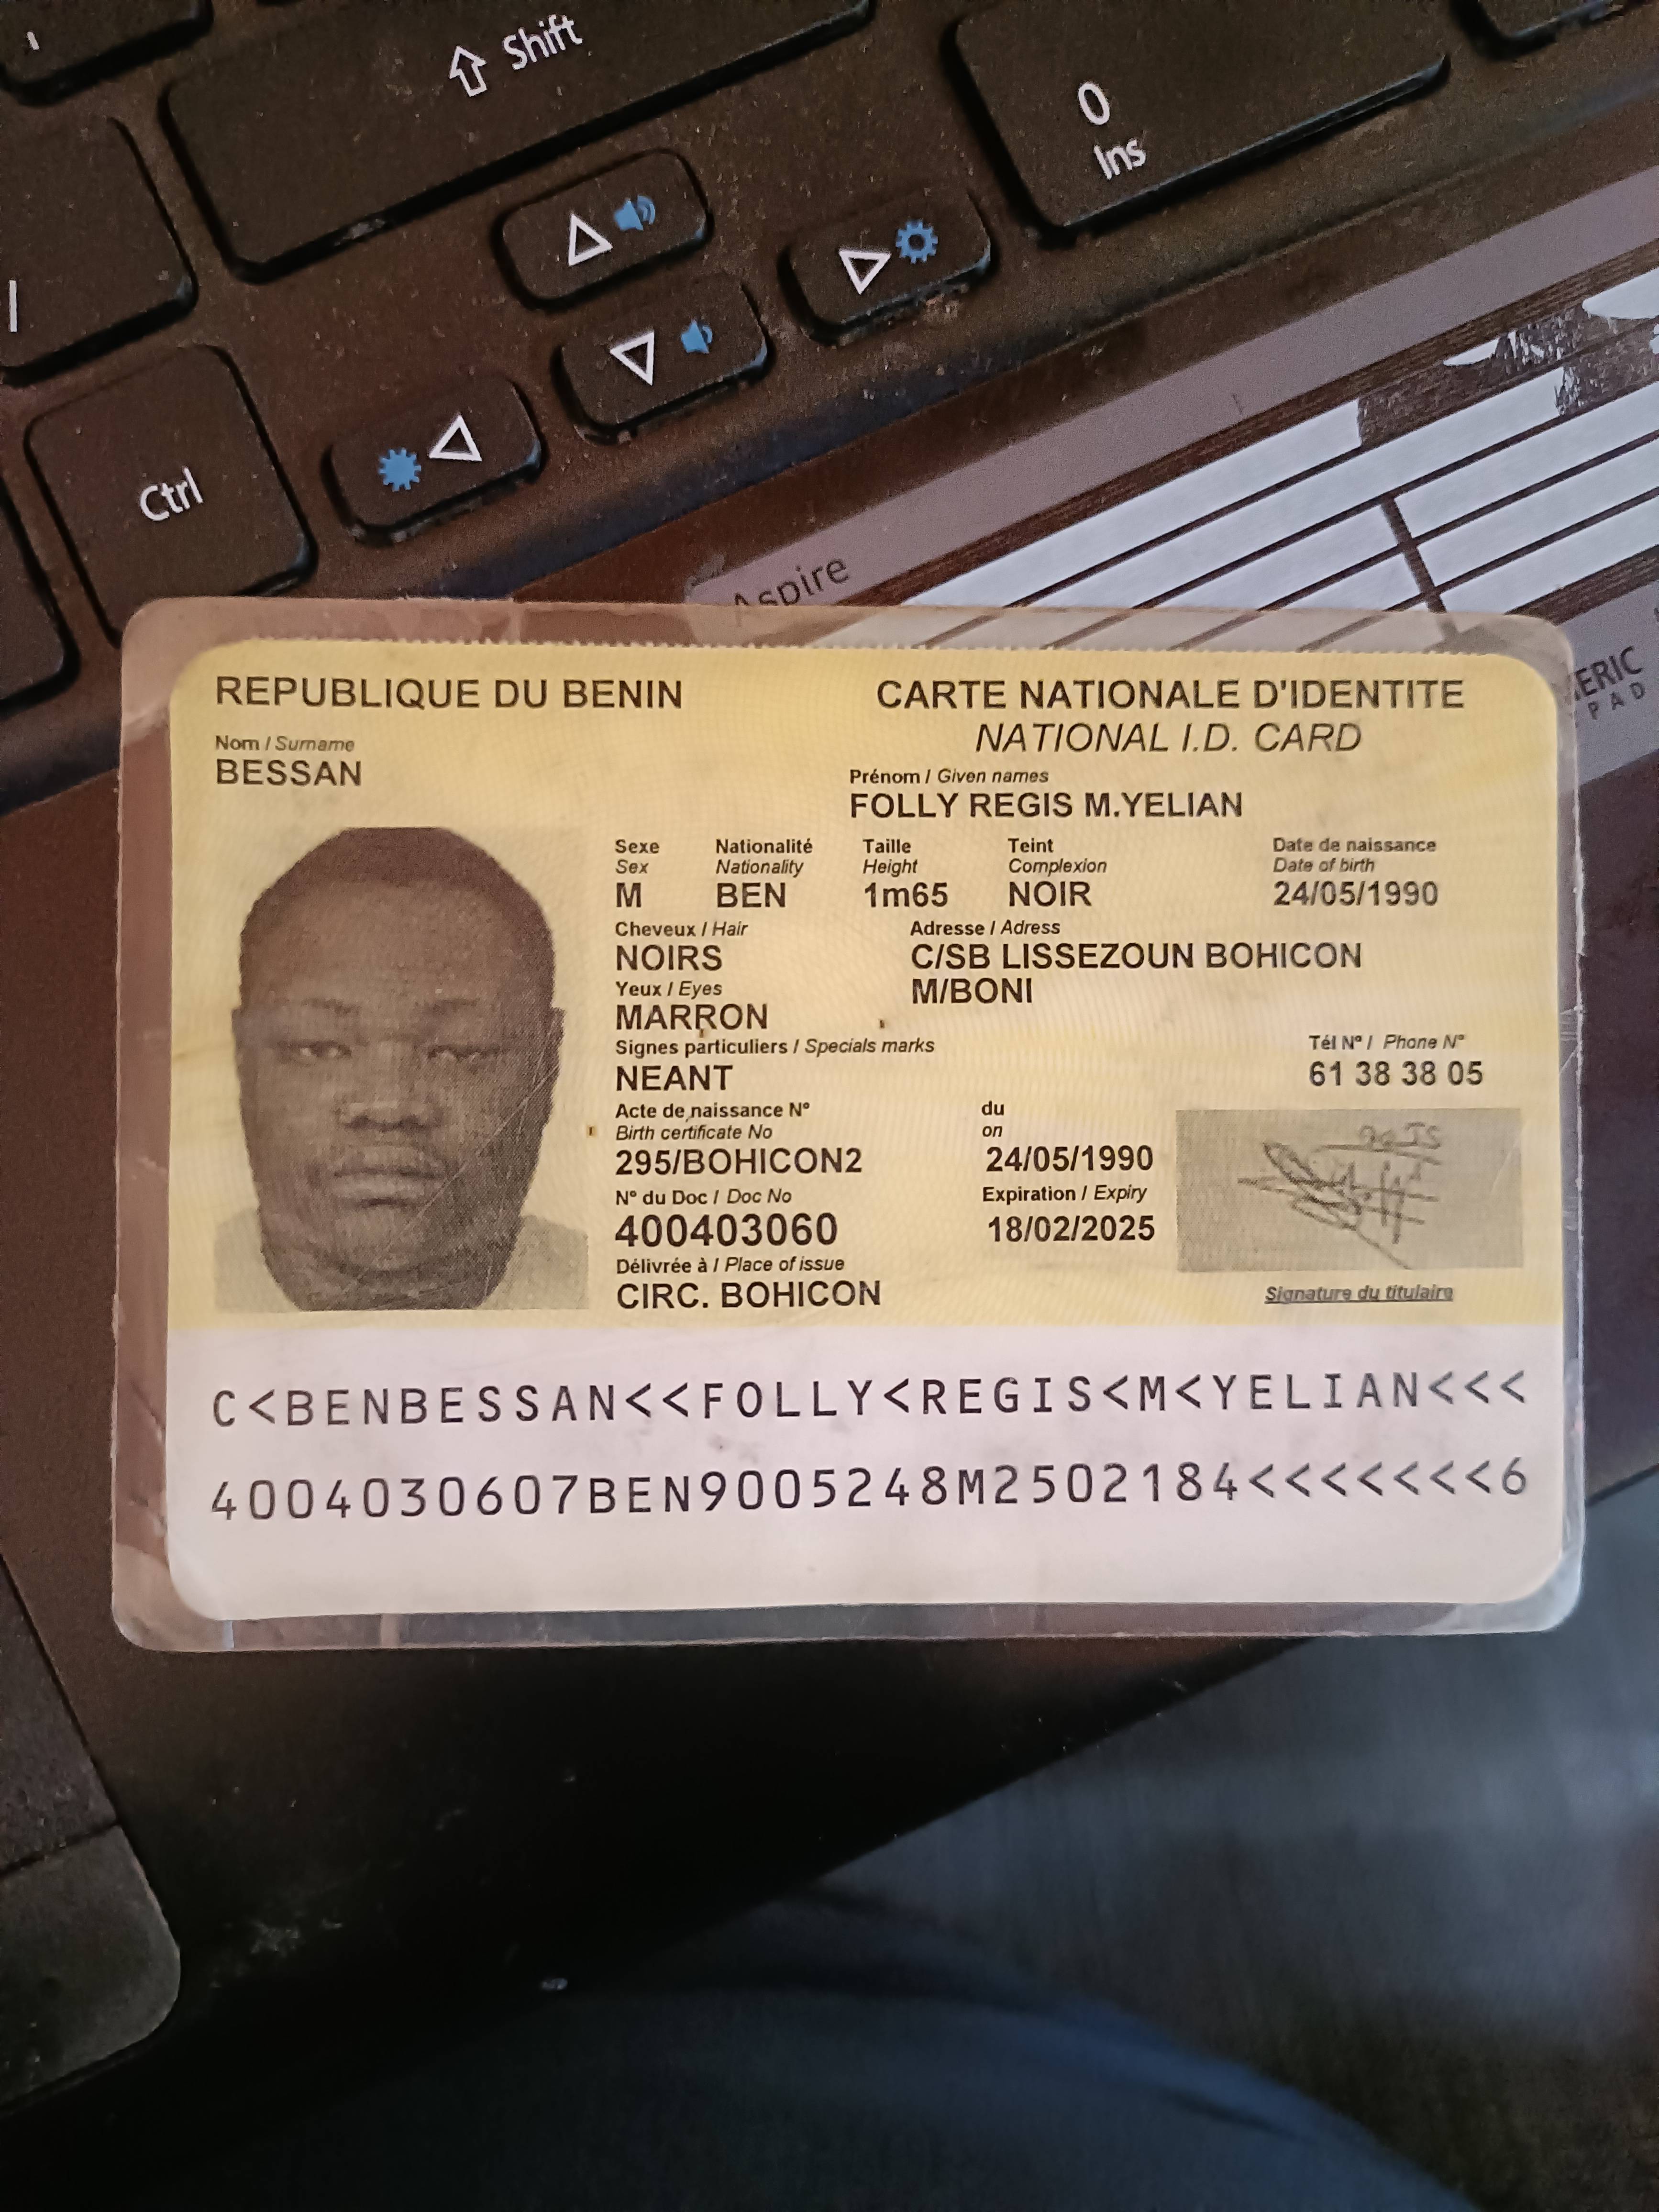 Shift
0
Ins
Ctrl
Aspire
REPUBLIQUE DU BENIN
CARTE NATIONALE D'IDENTITE
NATIONAL I.D. CARD
Nom / Surname
BESSAN
Prénom / Given names
FOLLY REGIS M.YELIAN
Sexe Nationalité Taille Teint Date de naissance
Sex Nationality Height Complexion Date of birth
M BEN 1m65 NOIR 24/05/1990
Cheveux / Hair Adresse / Adress
NOIRS C/SB LISSEZOUN BOHICON
Yeux / Eyes M/BONI
MARRON
Signes particuliers / Specials marks Tél N° / Phone N°
NEANT 61 38 38 05
Acte de naissance N° du
Birth certificate No on
295/BOHICON2 24/05/1990
N° du Doc / Doc No Expiration / Expiry
400403060 18/02/2025
Délivrée à / Place of issue
CIRC. BOHICON Signature du titulaire
C<BENBESSAN<<FOLLY<REGIS<M<YELIAN<<<
4004030607BEN9005248M2502184<<<<<<<6